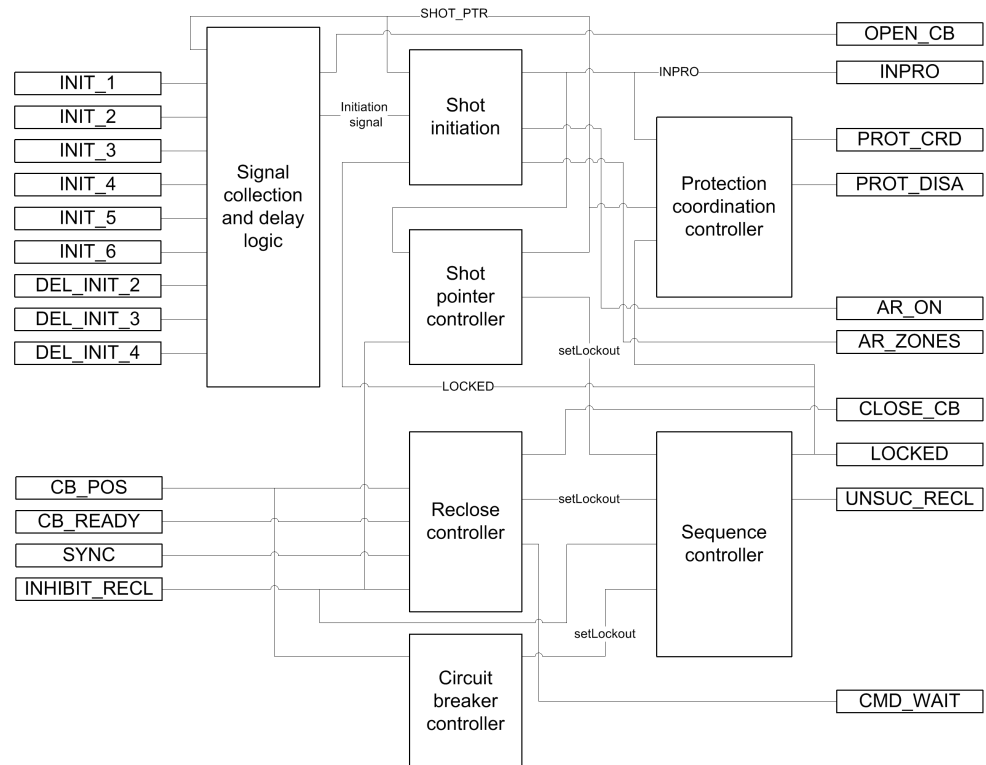 SHOT_PTR
OPEN_CB
INIT_1
INPRO
INPRO
Initiation
signal
Shot
initiation
INIT_2
INIT_3
PROT_CRD
INIT_4
Signal
collection
and delay
logic
Protection
coordination
controller
PROT_DISA
INIT_5
INIT_6
DEL_INIT_2
Shot
pointer
controller
DEL_INIT_3
AR_ON
DEL_INIT_4
setLockout
AR_ZONES
LOCKED
CLOSE_CB
LOCKED
CB_POS
Reclose
controller
setLockout
UNSUC_RECL
CB_READY
Sequence
controller
SYNC
INHIBIT_RECL
setLockout
Circuit
breaker
controller
CMD_WAIT